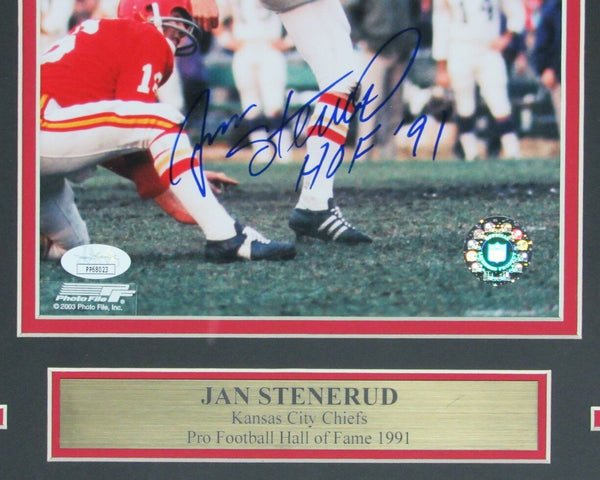 16
Jan Stenerud
HOF '91
PP68023
PHOTO FILE
© 2003 Photo File, Inc.
JAN STENERUD
Kansas City Chiefs
Pro Football Hall of Fame 1991